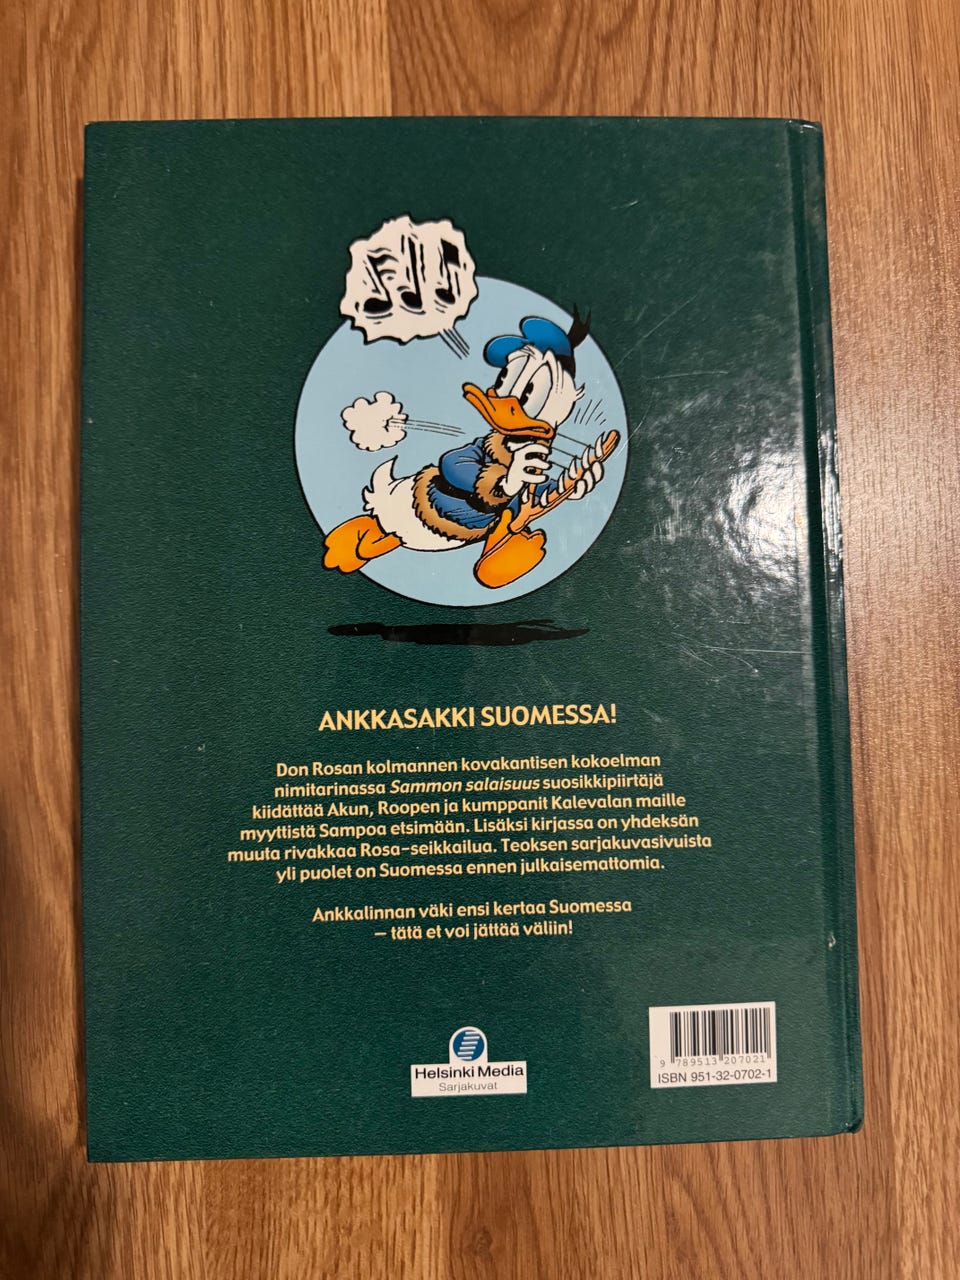 ANKKASAKKI SUOMESSA!
Don Rosan kolmannen kovakantisen kokoelman
nimitarinassa Sammon salaisuus suosikkipiirtäjä
kiidättää Akun, Roopen ja kumppanit Kalevalan maille
myyttistä Sampoa etsimään. Lisäksi kirjassa on yhdeksän
muuta rivakkaa Rosa-seikkailua. Teoksen sarjakuvasivuista
yli puolet on Suomessa ennen julkaisemattomia.
Ankkalinnan väki ensi kertaa Suomessa
– tätä et voi jättää väliin!
Helsinki Media
Sarjakuvat
9 789513 207021
ISBN 951-32-0702-1